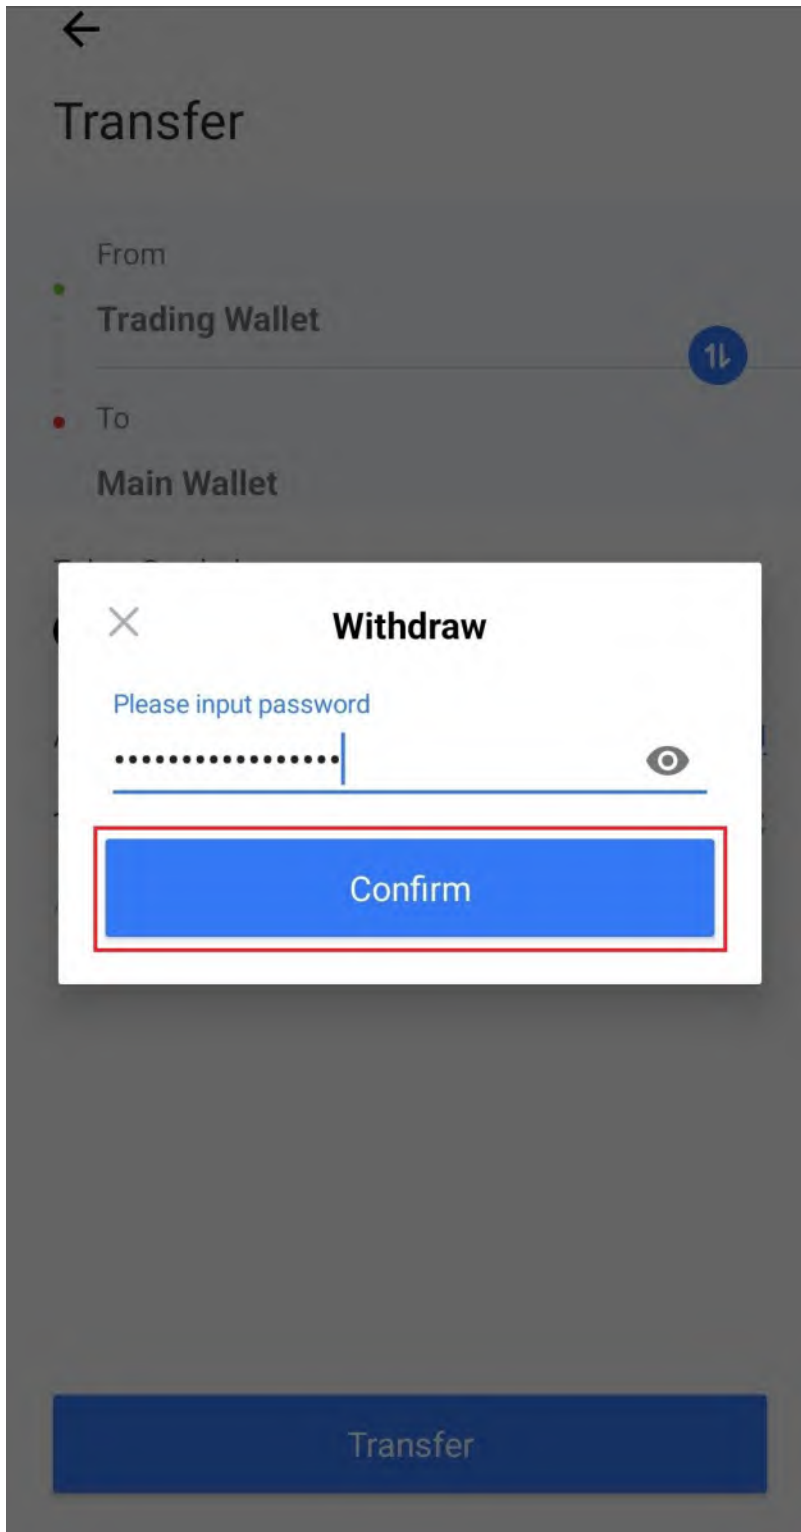 Transfer
From
Trading Wallet
To
Main Wallet
Withdraw
Please input password
•••••••••••••••••
Confirm
Transfer